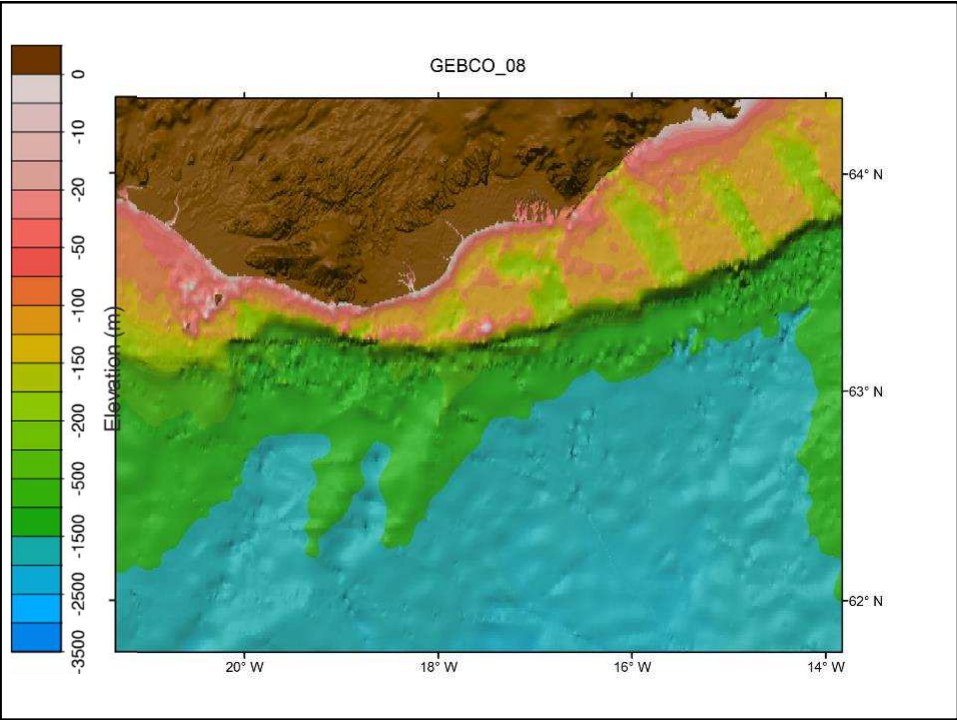 GEBCO_08
0
-10
-20
-50
-100
-150
-200
-500
-1500
-2500
-3500
Elevation (m)
64° N
63° N
62° N
20° W
18° W
16° W
14° W